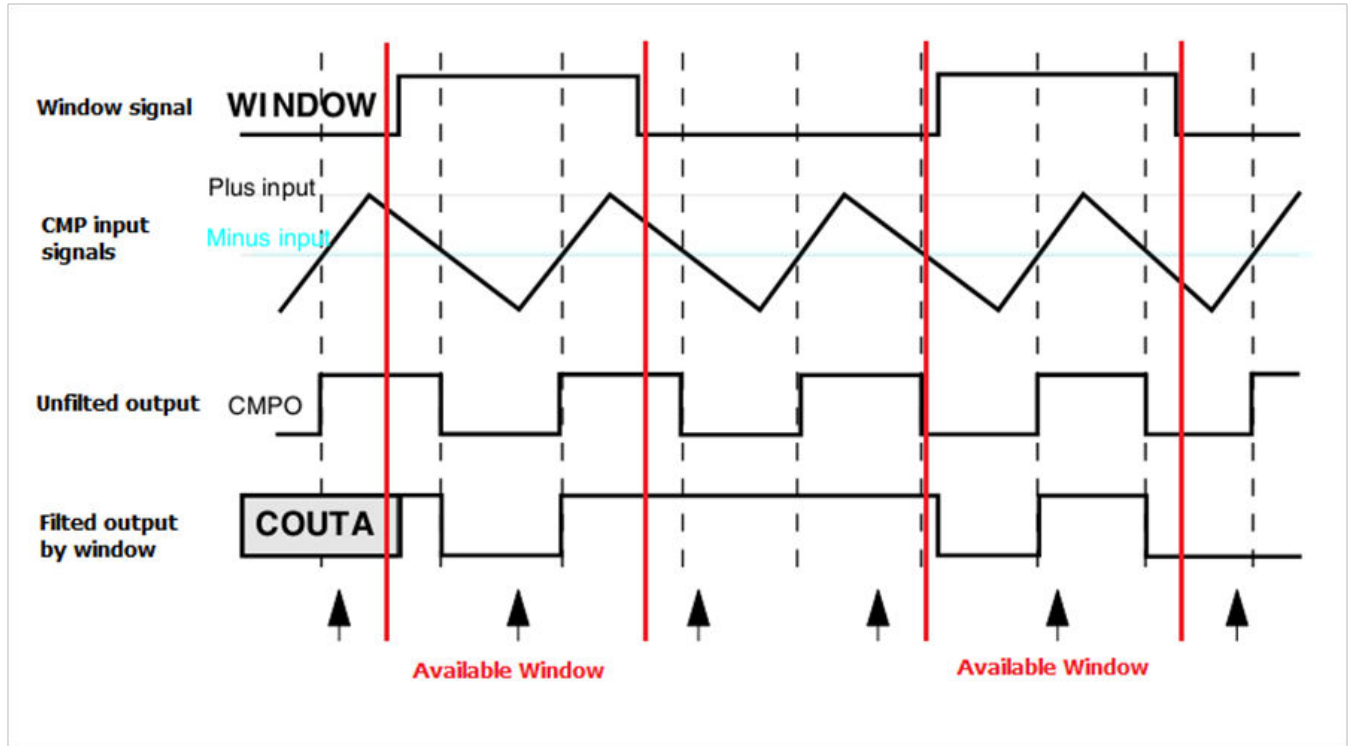 Window signal
WINDOW
Plus input
CMP input
signals
Minus input
Unfilted output
CMPO
Filted output
by window
COUTA
Available Window
Available Window